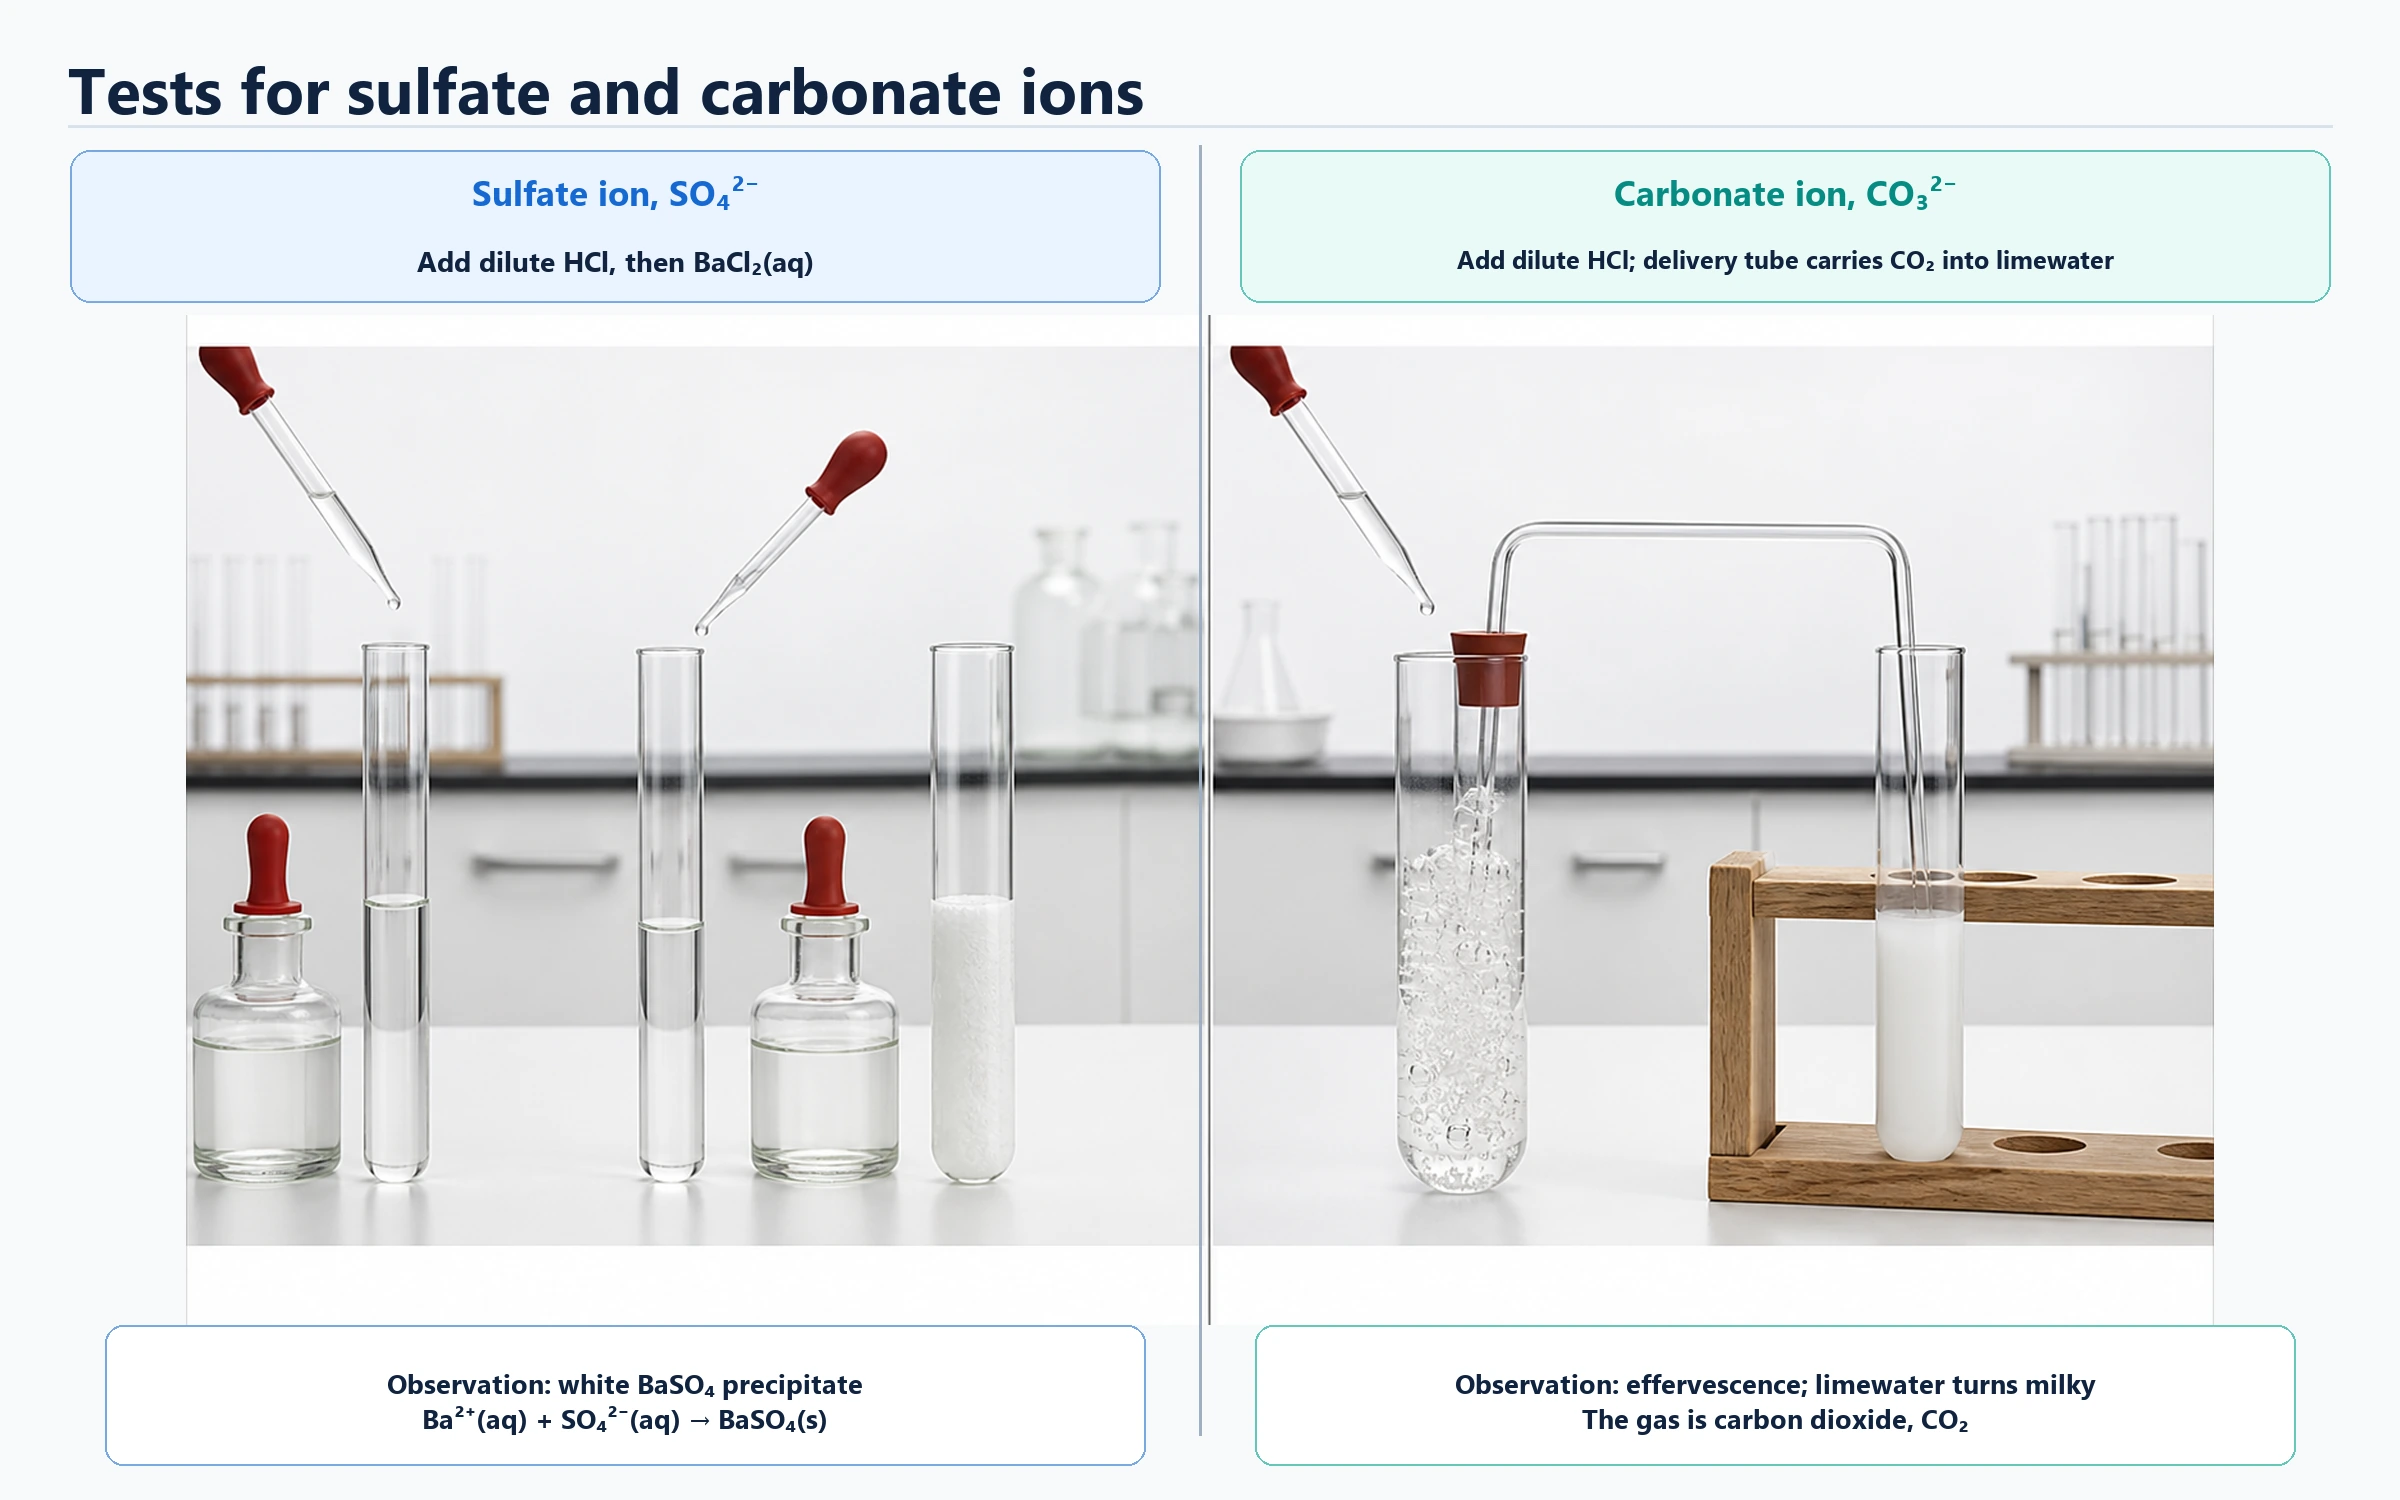 Tests for sulfate and carbonate ions
Sulfate ion, SO₄²⁻
Add dilute HCl, then BaCl₂(aq)
Carbonate ion, CO₃²⁻
Add dilute HCl; delivery tube carries CO₂ into limewater
Observation: white BaSO₄ precipitate
Ba²⁺(aq) + SO₄²⁻(aq) → BaSO₄(s)
Observation: effervescence; limewater turns milky
The gas is carbon dioxide, CO₂